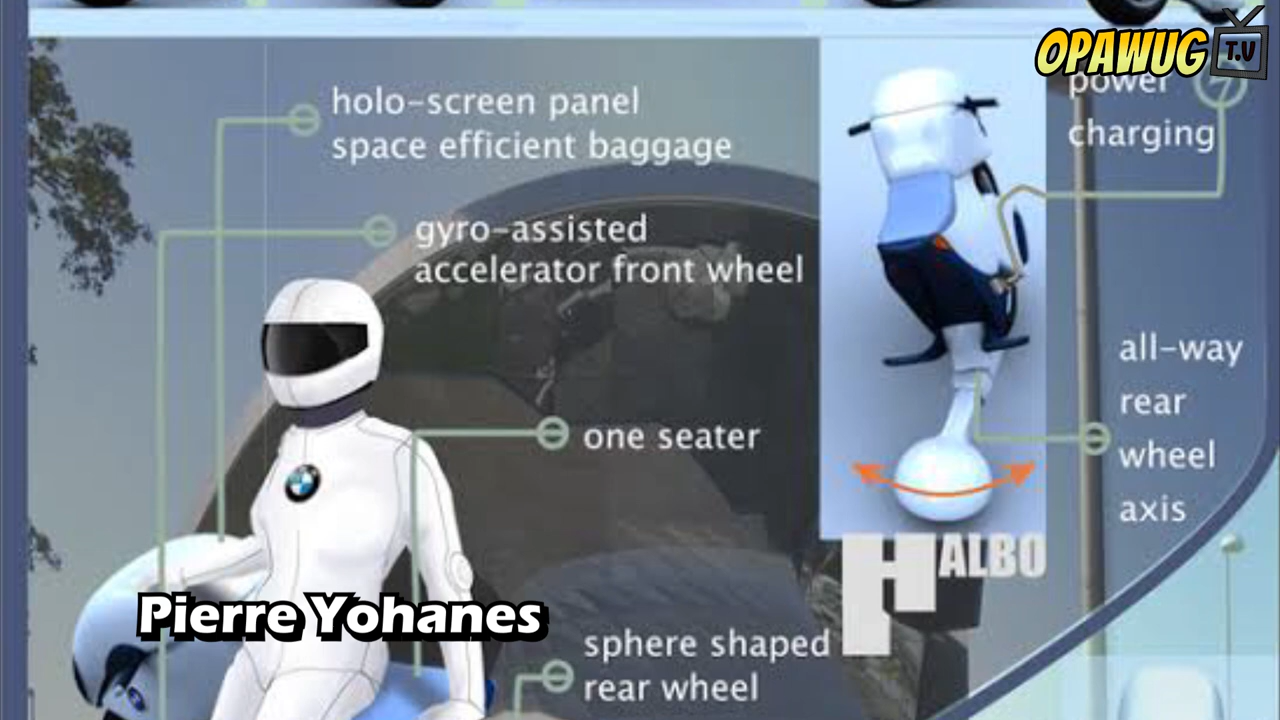 OPAWUG T.V
holo-screen panel
space efficient baggage
power
charging
gyro-assisted
accelerator front wheel
all-way
rear
wheel
axis
one seater
HALBO
Pierre Yohanes
sphere shaped
rear wheel